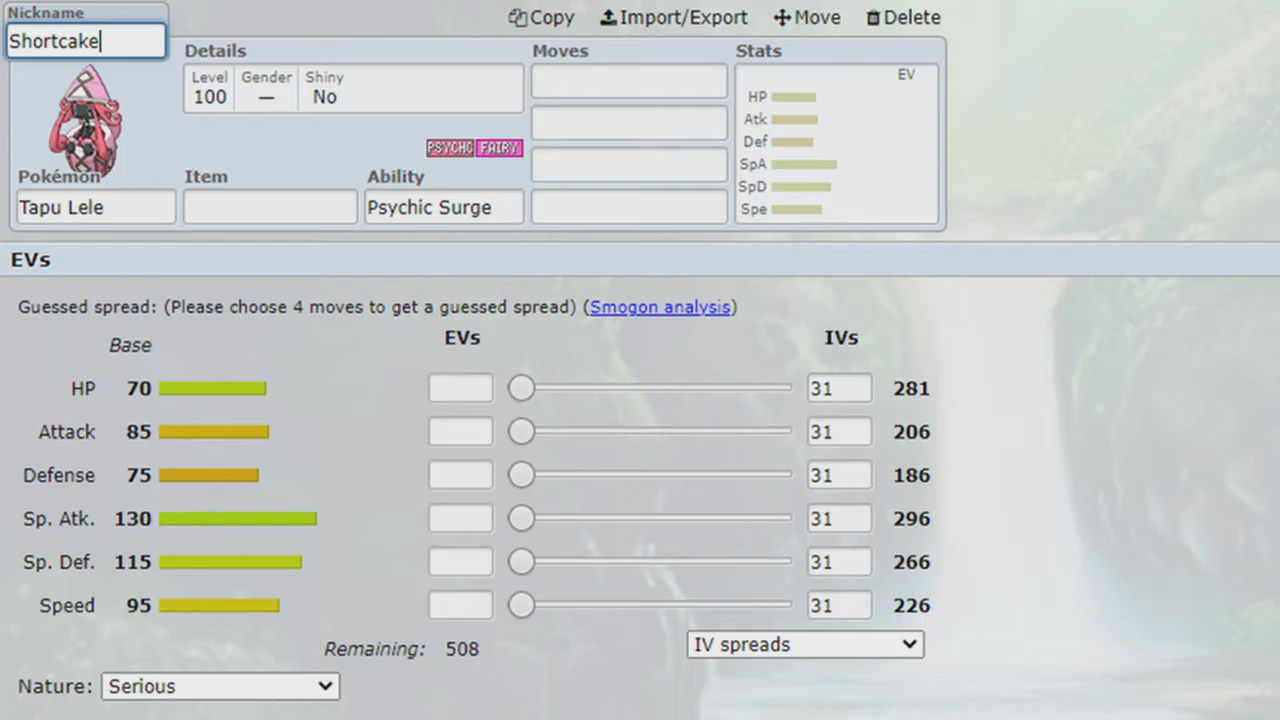 Nickname
Shortcake
Copy Import/Export Move Delete
Details
Level Gender Shiny
100 — No
PSYCHC FAIRY
Pokémon Item Ability
Tapu Lele Psychic Surge
Moves
Stats
EV
HP
Atk
Def
SpA
SpD
Spe
EVs
Guessed spread: (Please choose 4 moves to get a guessed spread) (Smogon analysis)
Base EVs IVs
HP 70 31 281
Attack 85 31 206
Defense 75 31 186
Sp. Atk. 130 31 296
Sp. Def. 115 31 266
Speed 95 31 226
Remaining: 508 IV spreads
Nature: Serious